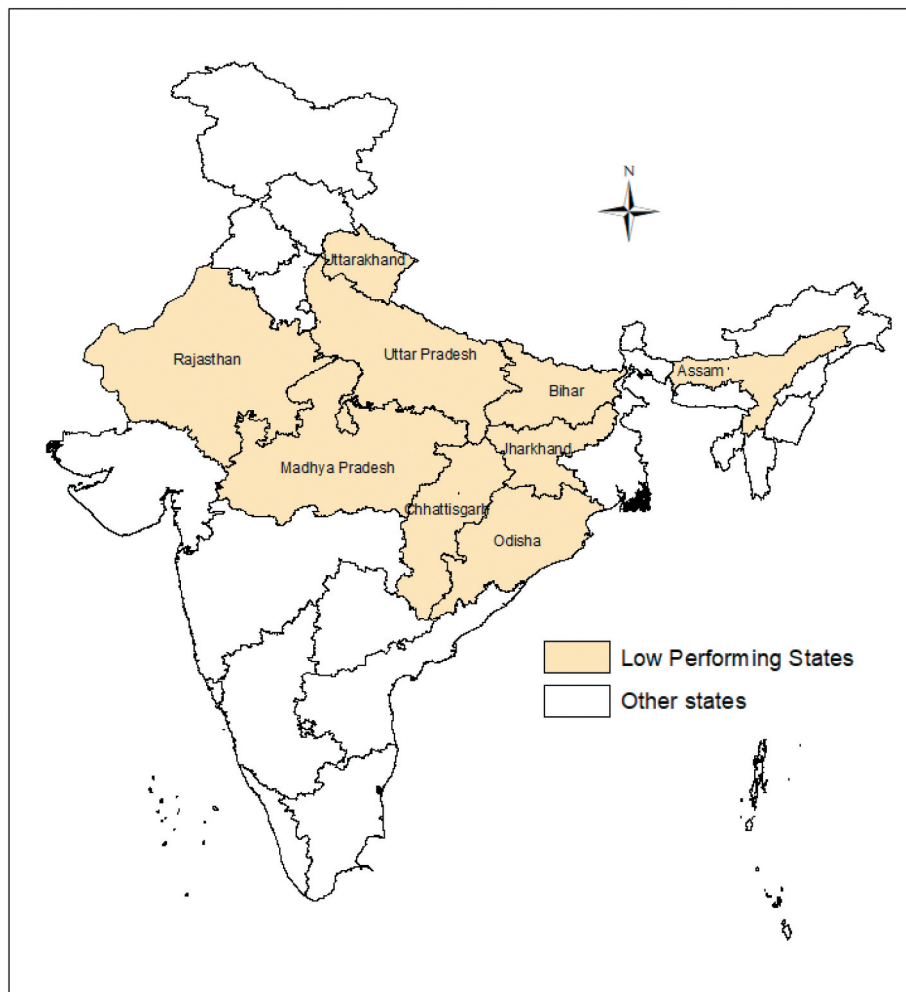 N
Uttarakhand
Rajasthan
Uttar Pradesh
Bihar
Assam
Jharkhand
Madhya Pradesh
Chhattisgarh
Odisha
Low Performing States
Other states